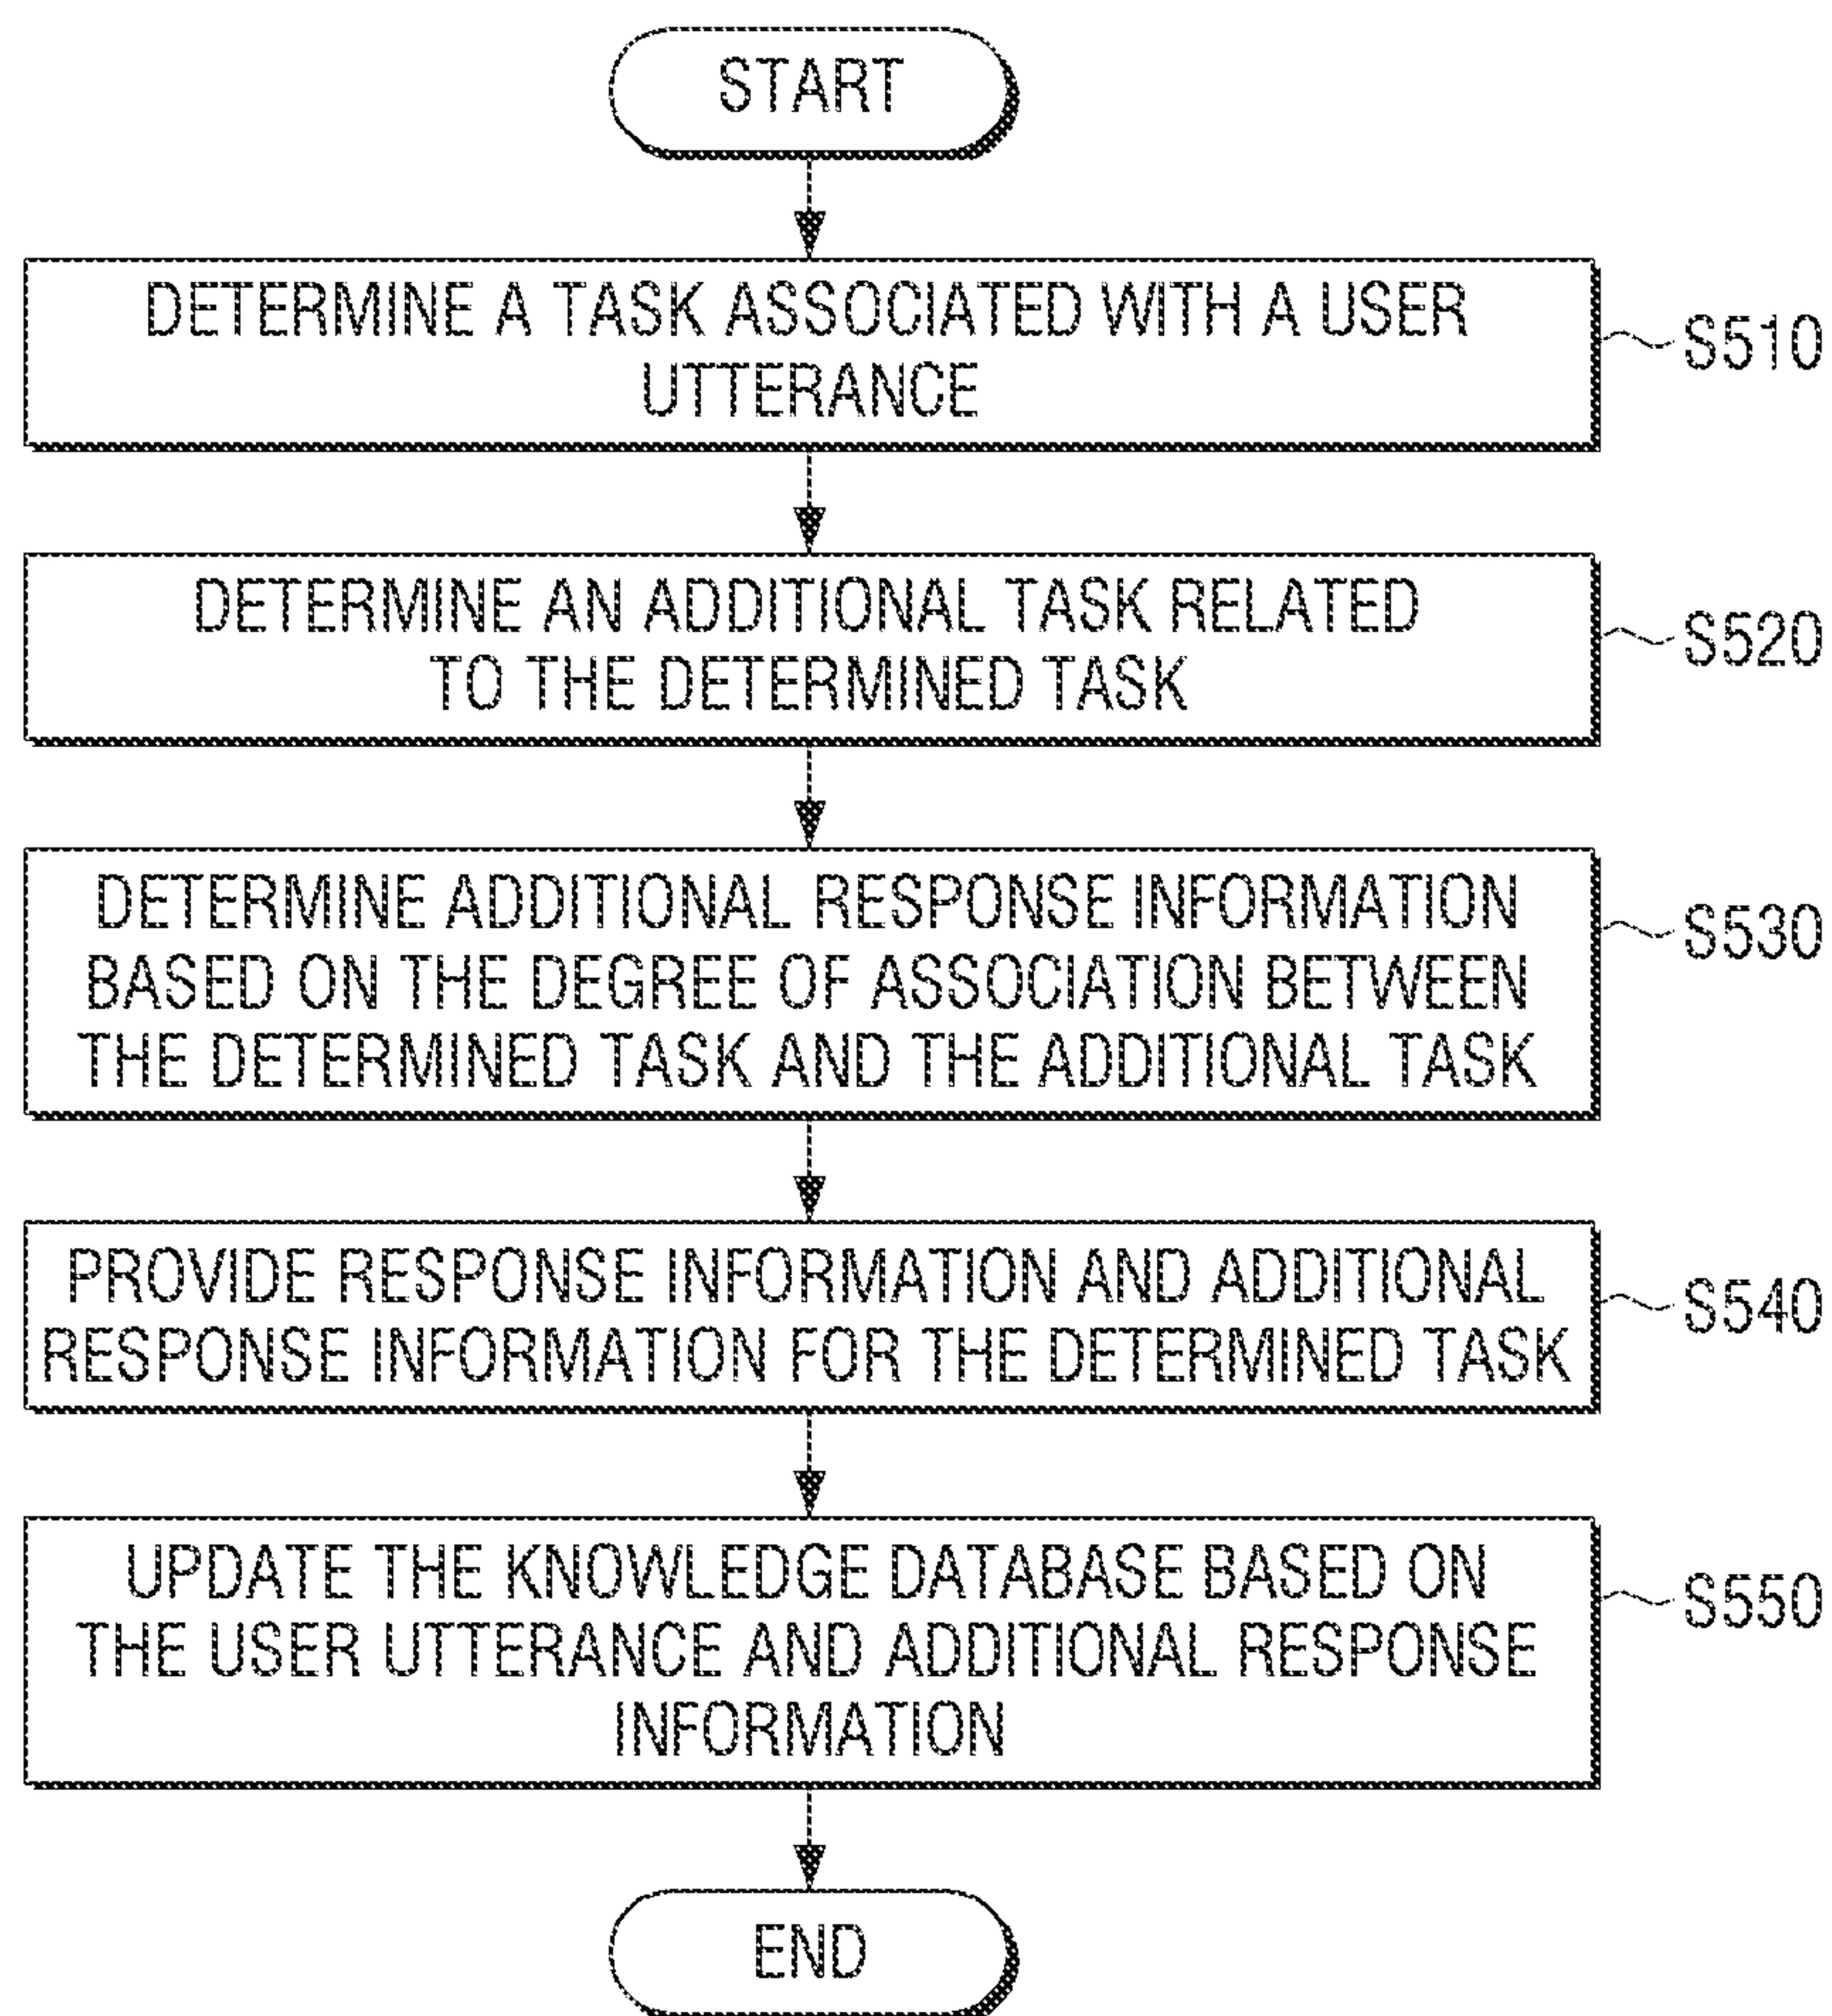 START
DETERMINE A TASK ASSOCIATED WITH A USER
UTTERANCE
S510
DETERMINE AN ADDITIONAL TASK RELATED
TO THE DETERMINED TASK
S520
DETERMINE ADDITIONAL RESPONSE INFORMATION
BASED ON THE DEGREE OF ASSOCIATION BETWEEN
THE DETERMINED TASK AND THE ADDITIONAL TASK
S530
PROVIDE RESPONSE INFORMATION AND ADDITIONAL
RESPONSE INFORMATION FOR THE DETERMINED TASK
S540
UPDATE THE KNOWLEDGE DATABASE BASED ON
THE USER UTTERANCE AND ADDITIONAL RESPONSE
INFORMATION
S550
END